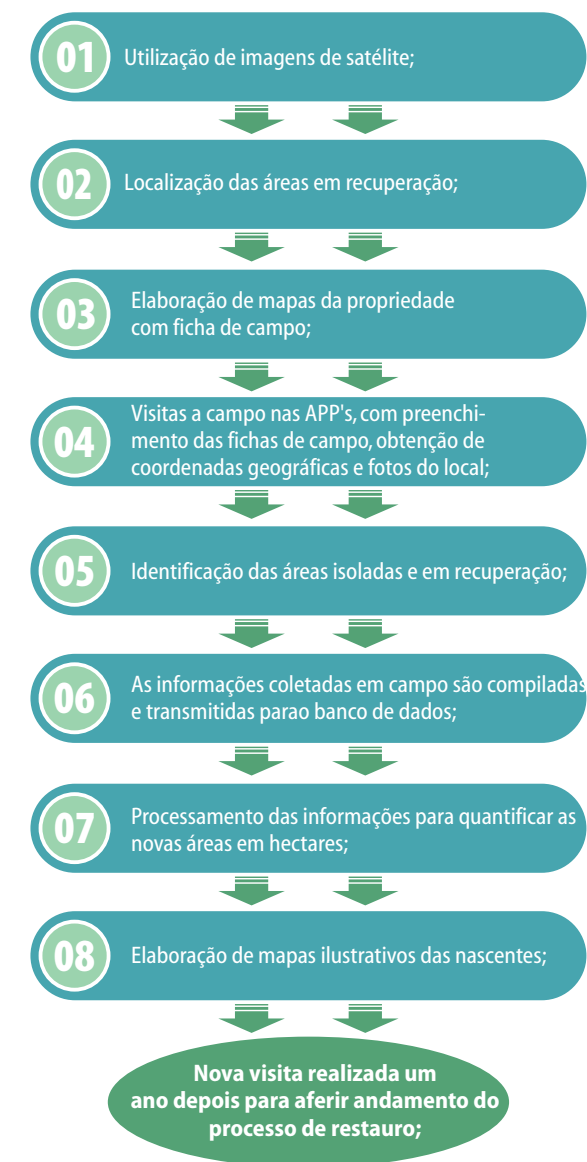 01
Utilização de imagens de satélite;
02
Localização das áreas em recuperação;
03
Elaboração de mapas da propriedade
com ficha de campo;
04
Visitas a campo nas APP's, com preenchi-
mento das fichas de campo, obtenção de
coordenadas geográficas e fotos do local;
05
Identificação das áreas isoladas e em recuperação;
06
As informações coletadas em campo são compiladas
e transmitidas parao banco de dados;
07
Processamento das informações para quantificar as
novas áreas em hectares;
08
Elaboração de mapas ilustrativos das nascentes;
Nova visita realizada um
ano depois para aferir andamento do
processo de restauro;